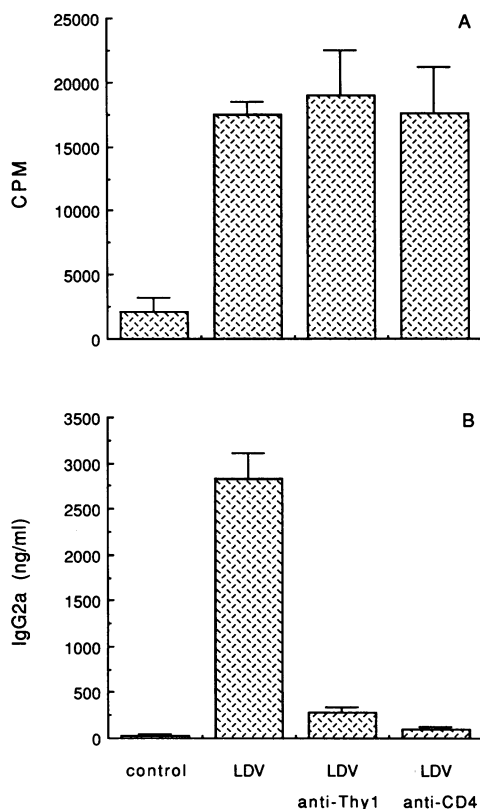 A
25000
20000
15000
10000
5000
0
CPM
B
3500
3000
2500
2000
1500
1000
500
0
IgG2a (ng/ml)
control LDV LDV LDV
anti-Thy1 anti-CD4